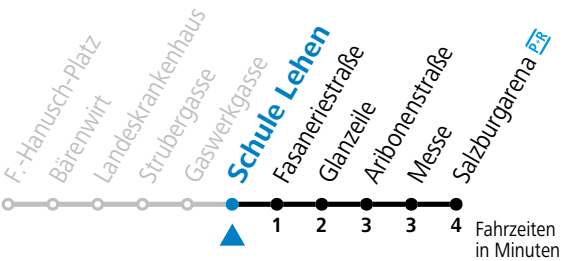 F.-Hanusch-Platz
Bärenwirt
Landeskrankenhaus
Strubergasse
Gaswerkgasse
Schule Lehen
Fasaneriestraße
Glanzeile
Aribonenstraße
Messe
Salzburgarena P+R
1 2 3 3 4
Fahrzeiten
in Minuten